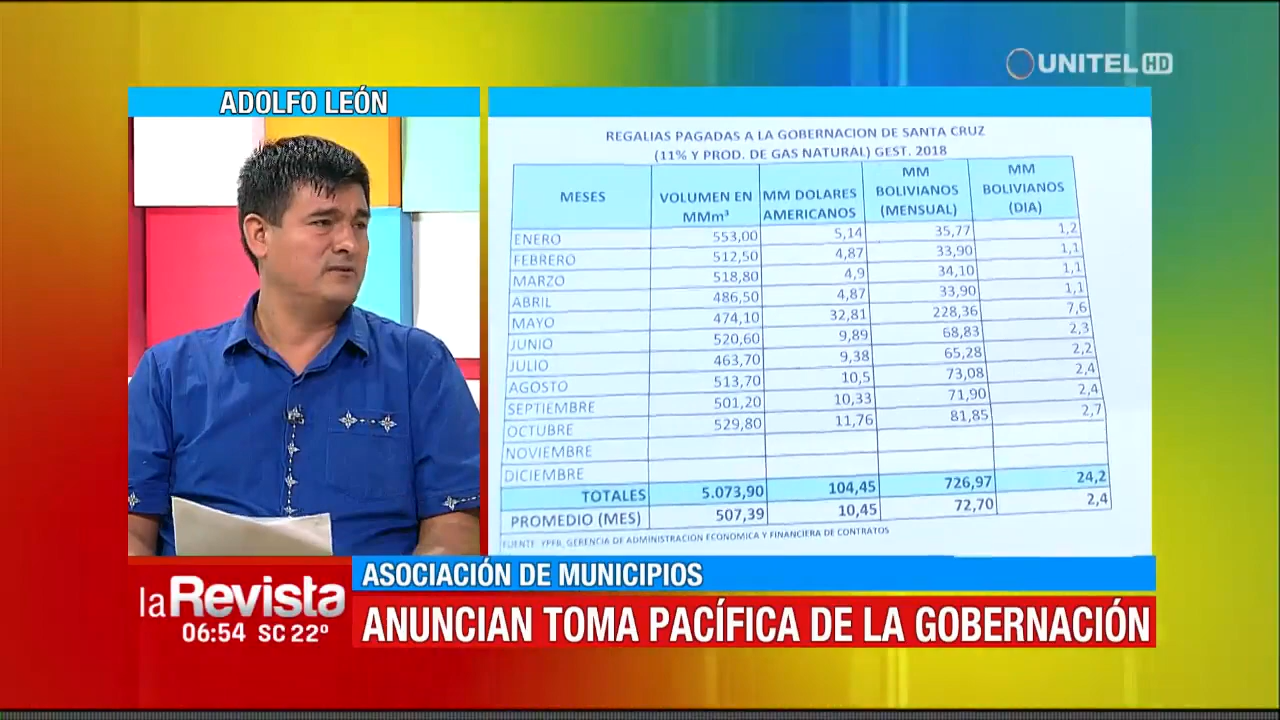 UNITEL HD
ADOLFO LEÓN
REGALIAS PAGADAS A LA GOBERNACION DE SANTA CRUZ
(11% Y PROD. DE GAS NATURAL) GEST. 2018
MESES VOLUMEN EN MMm³ MM DOLARES AMERICANOS MM BOLIVIANOS (MENSUAL) MM BOLIVIANOS (DIA)
ENERO 553,00 5,14 35,77 1,2
FEBRERO 512,50 4,87 33,90 1,1
MARZO 518,80 4,9 34,10 1,1
ABRIL 486,50 4,87 33,90 1,1
MAYO 474,10 32,81 228,36 7,6
JUNIO 520,60 9,89 68,83 2,3
JULIO 463,70 9,38 65,28 2,2
AGOSTO 513,70 10,5 73,08 2,4
SEPTIEMBRE 501,20 10,33 71,90 2,4
OCTUBRE 529,80 11,76 81,85 2,7
NOVIEMBRE
DICIEMBRE
TOTALES 5.073,90 104,45 726,97 24,2
PROMEDIO (MES) 507,39 10,45 72,70 2,4
FUENTE: YPFB, GERENCIA DE ADMINISTRACION ECONOMICA Y FINANCIERA DE CONTRATOS
la Revista
06:54 SC 22º
ASOCIACIÓN DE MUNICIPIOS
ANUNCIAN TOMA PACÍFICA DE LA GOBERNACIÓN